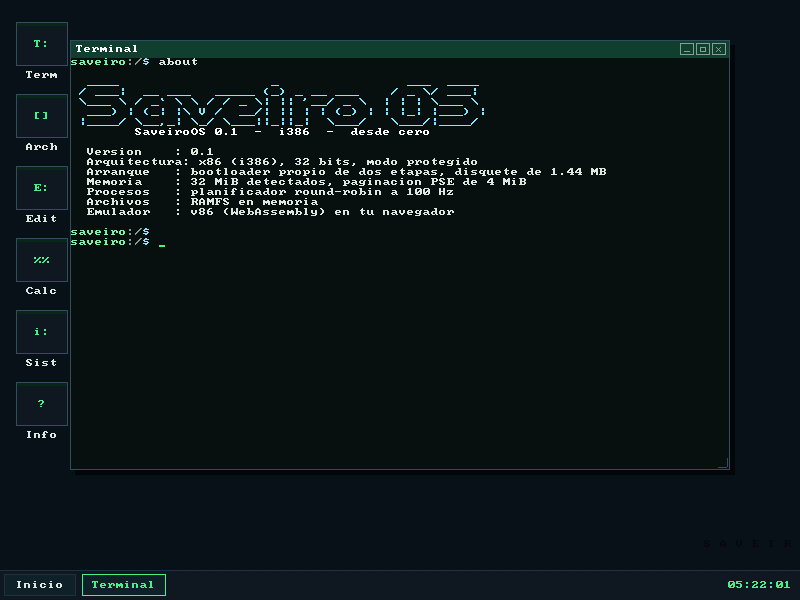 T:
Term
[]
Arch
E:
Edit
%%
Calc
i:
Sist
?
Info
Terminal
saveiro:/$ about
Saveiro OS
SaveiroOS 0.1 - i386 - desde cero
Version : 0.1
Arquitectura: x86 (i386), 32 bits, modo protegido
Arranque : bootloader propio de dos etapas, disquete de 1.44 MB
Memoria : 32 MiB detectados, paginacion PSE de 4 MiB
Procesos : planificador round-robin a 100 Hz
Archivos : RAMFS en memoria
Emulador : v86 (WebAssembly) en tu navegador
saveiro:/$
saveiro:/$ _
S A V E I R
Inicio
Terminal
05:22:01